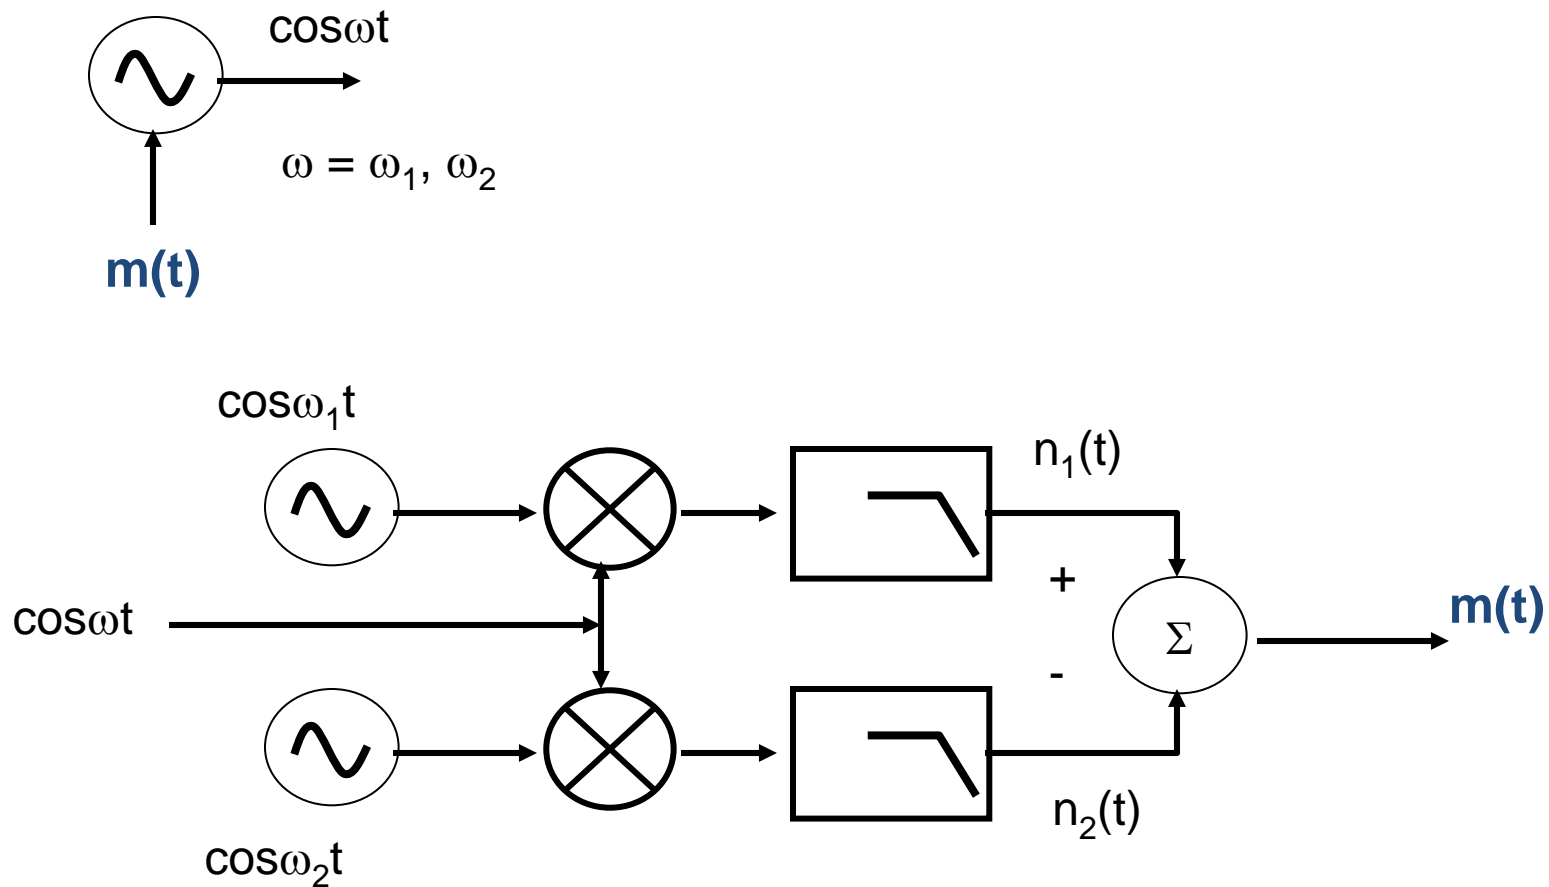 cosωt
ω = ω₁, ω₂
m(t)
cosω₁t
n₁(t)
+
cosωt
Σ
m(t)
-
n₂(t)
cosω₂t